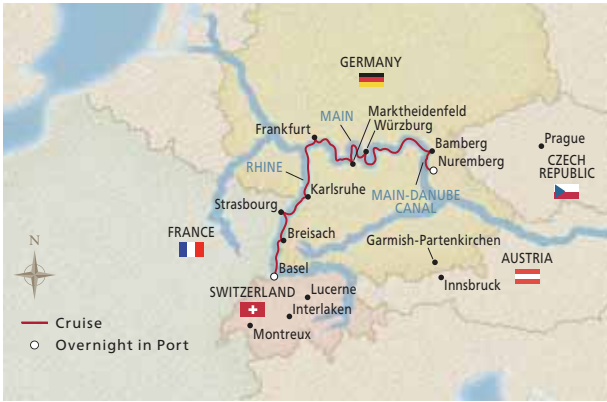 GERMANY
Marktheidenfeld
MAIN
Würzburg
Frankfurt
Bamberg
Prague
Nuremberg
CZECH
REPUBLIC
RHINE
Karlsruhe
MAIN-DANUBE
CANAL
Strasbourg
FRANCE
Breisach
Garmish-Partenkirchen
N
AUSTRIA
Basel
Innsbruck
SWITZERLAND
Lucerne
Interlaken
Montreux
Cruise
Overnight in Port